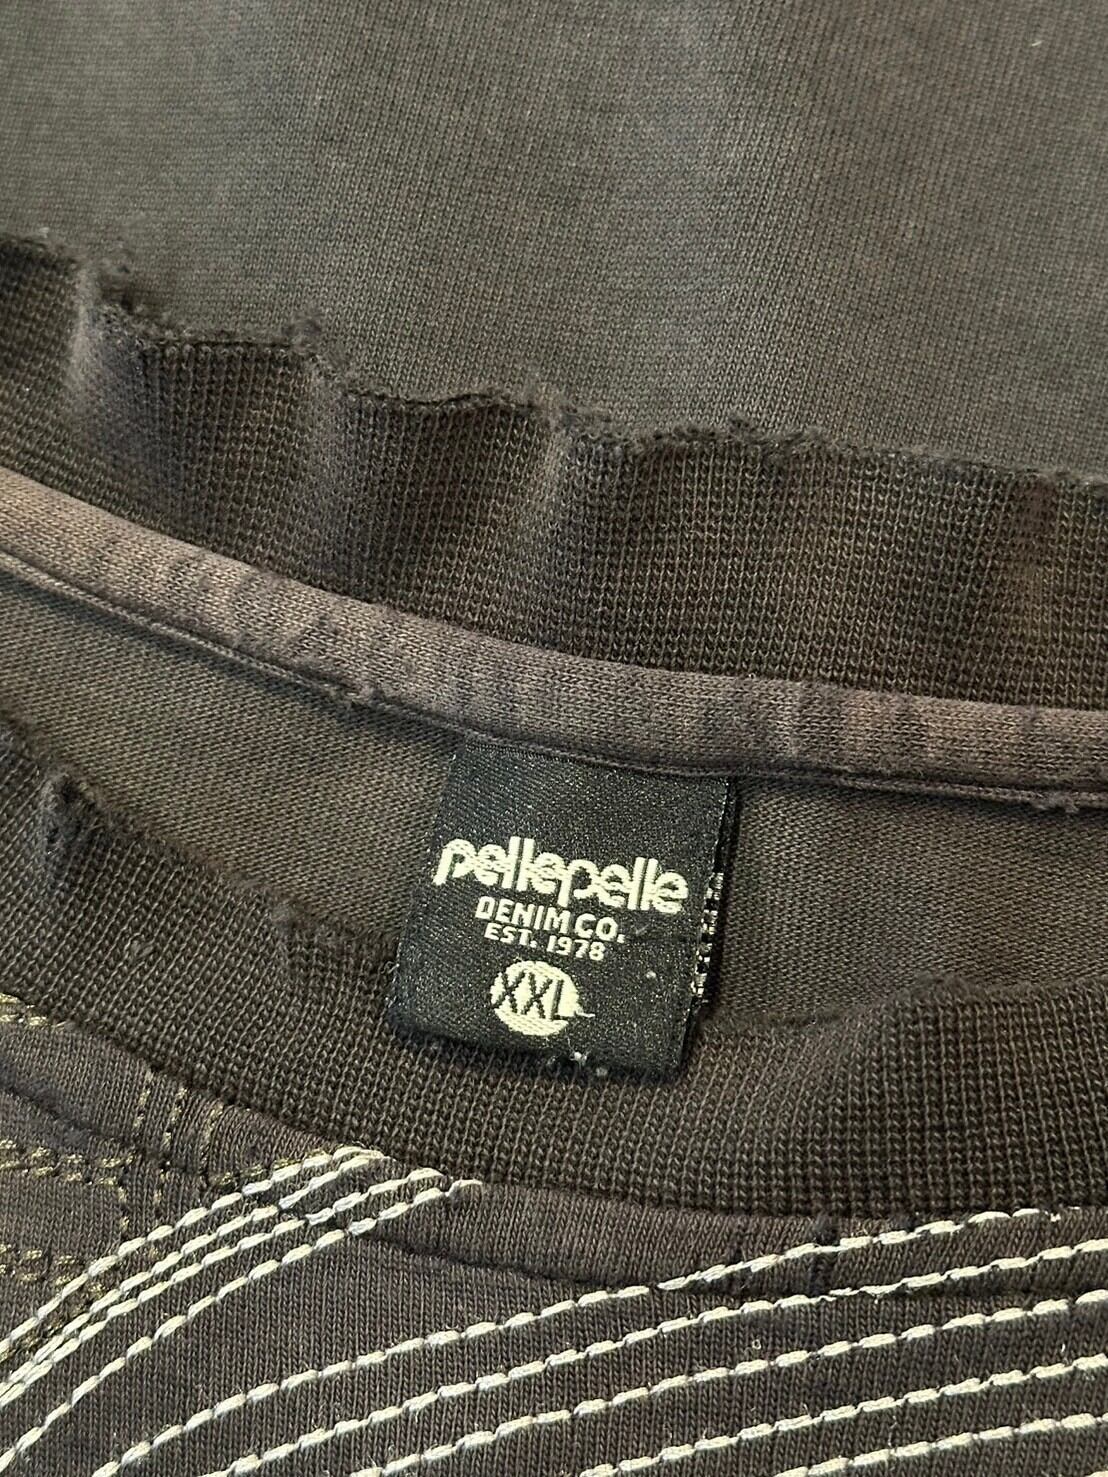 pellepelle
DENIM CO.
EST. 1978
XXL